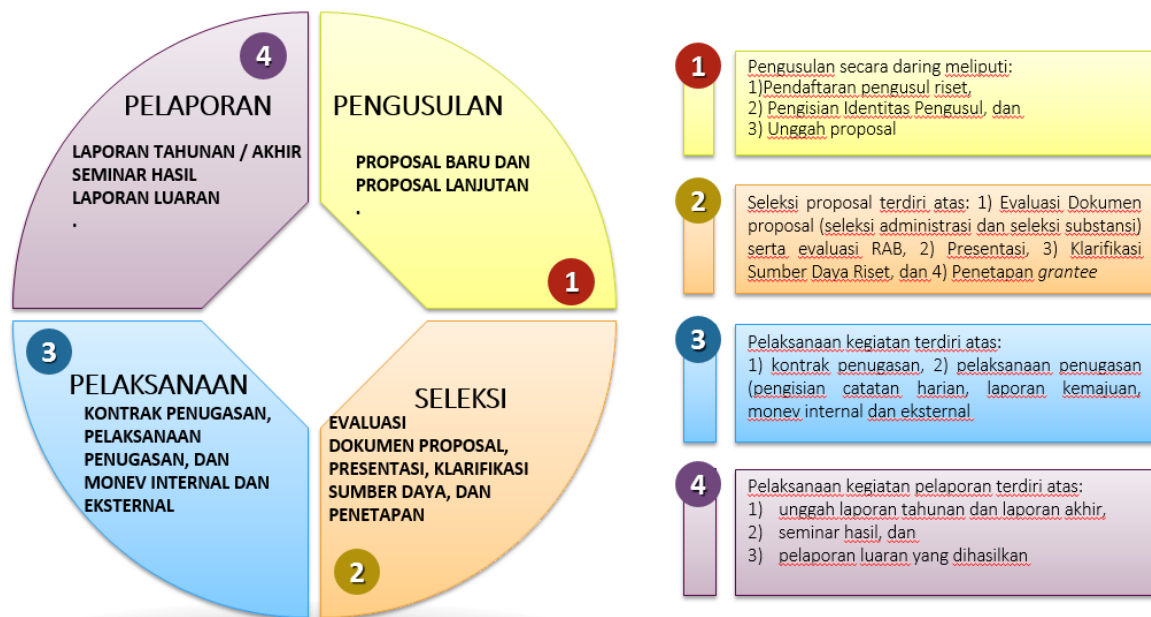 4
PELAPORAN
LAPORAN TAHUNAN / AKHIR
SEMINAR HASIL
LAPORAN LUARAN
.
PENGUSULAN
PROPOSAL BARU DAN
PROPOSAL LANJUTAN
.
1
3
PELAKSANAAN
KONTRAK PENUGASAN,
PELAKSANAAN
PENUGASAN, DAN
MONEV INTERNAL DAN
EKSTERNAL
SELEKSI
EVALUASI
DOKUMEN PROPOSAL,
PRESENTASI, KLARIFIKASI
SUMBER DAYA, DAN
PENETAPAN
2
1
Pengusulan secara daring meliputi:
1)Pendaftaran pengusul riset,
2) Pengisian Identitas Pengusul, dan
3) Unggah proposal
2
Seleksi proposal terdiri atas: 1) Evaluasi Dokumen
proposal (seleksi administrasi dan seleksi substansi)
serta evaluasi RAB, 2) Presentasi, 3) Klarifikasi
Sumber Daya Riset, dan 4) Penetapan grantee
3
Pelaksanaan kegiatan terdiri atas:
1) kontrak penugasan, 2) pelaksanaan penugasan
(pengisian catatan harian, laporan kemajuan,
monev internal dan eksternal
4
Pelaksanaan kegiatan pelaporan terdiri atas:
1) unggah laporan tahunan dan laporan akhir,
2) seminar hasil, dan
3) pelaporan luaran yang dihasilkan